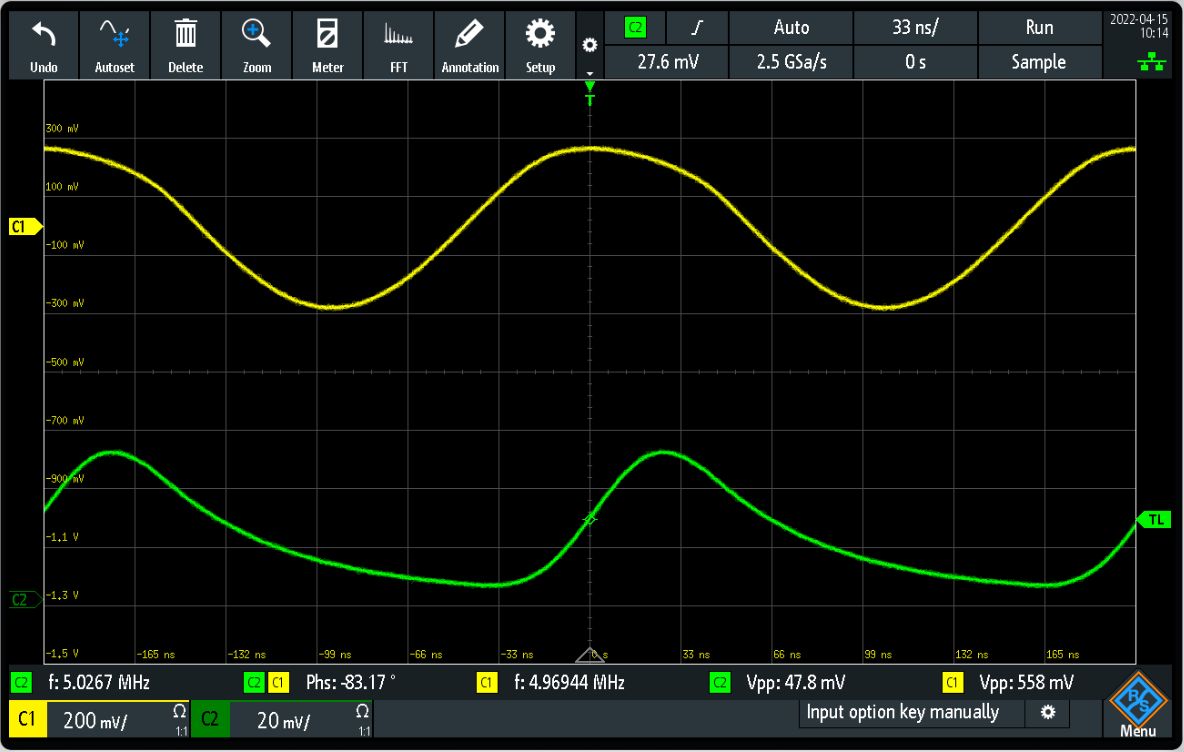 Undo Autoset Delete Zoom Meter FFT Annotation Setup
C2 Auto 33 ns/ Run
27.6 mV 2.5 GSa/s 0 s Sample
2022-04-15
10:14
T
300 mV
100 mV
C1
-100 mV
-300 mV
-500 mV
-700 mV
-900 mV
TL
-1.1 V
C2
-1.3 V
-1.5 V -165 ns -132 ns -99 ns -66 ns -33 ns 0 s 33 ns 66 ns 99 ns 132 ns 165 ns
C2 f: 5.0267 MHz C2 C1 Phs: -83.17 ° C1 f: 4.96944 MHz C2 Vpp: 47.8 mV C1 Vpp: 558 mV
C1 200 mV/ Ω 1:1 C2 20 mV/ Ω 1:1 Input option key manually
R S
Menu